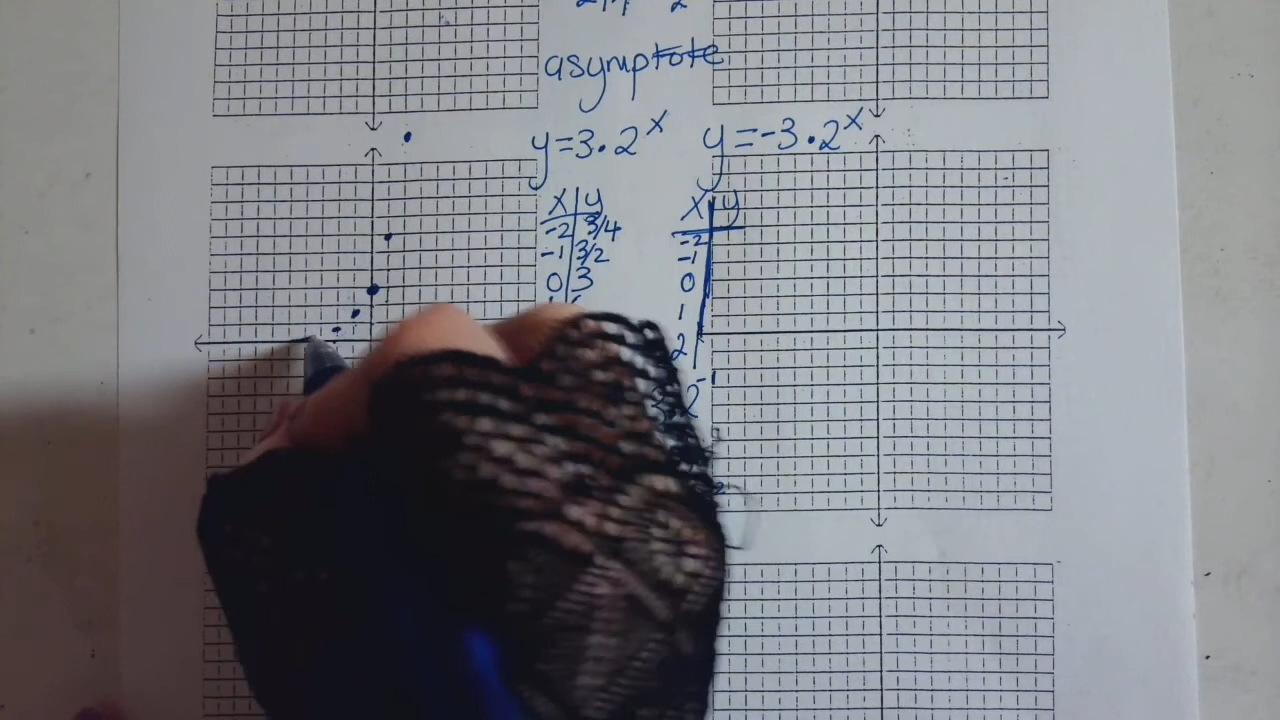 asymptote
y=3·2^x
x y
-2 3/4
-1 3/2
0 3
y=-3·2^x
x y
-2
-1
0
1
2